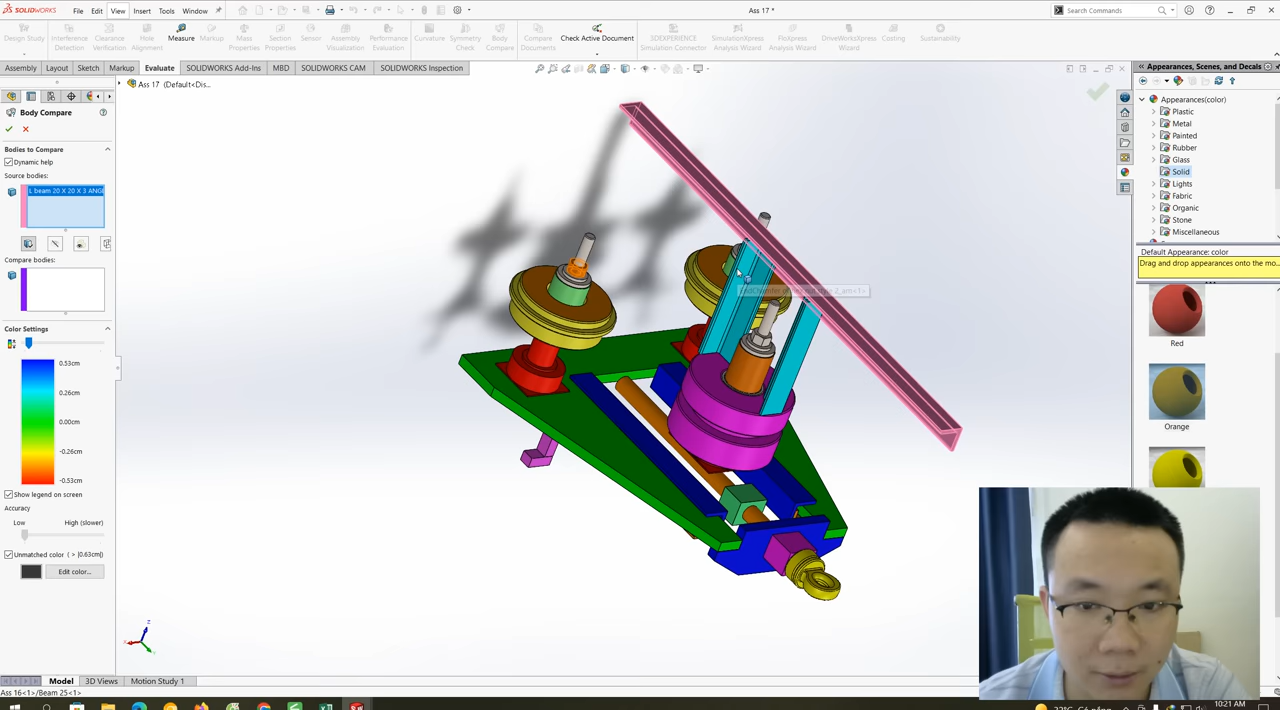 SOLIDWORKS File Edit View Insert Tools Window Ass 17 * Search Commands
Design Study Interference Detection Clearance Verification Hole Alignment Measure Markup Mass Properties Section Properties Sensor Assembly Visualization Performance Evaluation Curvature Symmetry Check Body Compare Compare Documents Check Active Document 3DEXPERIENCE Simulation Connector SimulationXpress Analysis Wizard FloXpress Analysis Wizard DriveWorksXpress Wizard Costing Sustainability
Assembly Layout Sketch Markup Evaluate SOLIDWORKS Add-Ins MBD SOLIDWORKS CAM SOLIDWORKS Inspection
Appearances, Scenes, and Decals
Ass 17 (Default<Dis...
Body Compare
Bodies to Compare
Dynamic help
Source bodies:
L beam 20 X 20 X 3 ANG
Compare bodies:
Color Settings
0.53cm
0.26cm
0.00cm
-0.26cm
-0.53cm
Show legend on screen
Accuracy
Low High (slower)
Unmatched color ( > |0.63cm|)
Edit color...
Appearances(color)
Plastic
Metal
Painted
Rubber
Glass
Solid
Lights
Fabric
Organic
Stone
Miscellaneous
Default Appearance: color
Drag and drop appearances onto the mo...
Red
Orange
Z
Model 3D Views Motion Study 1
Ass 16<1>/Beam 25<1>
10:21 AM